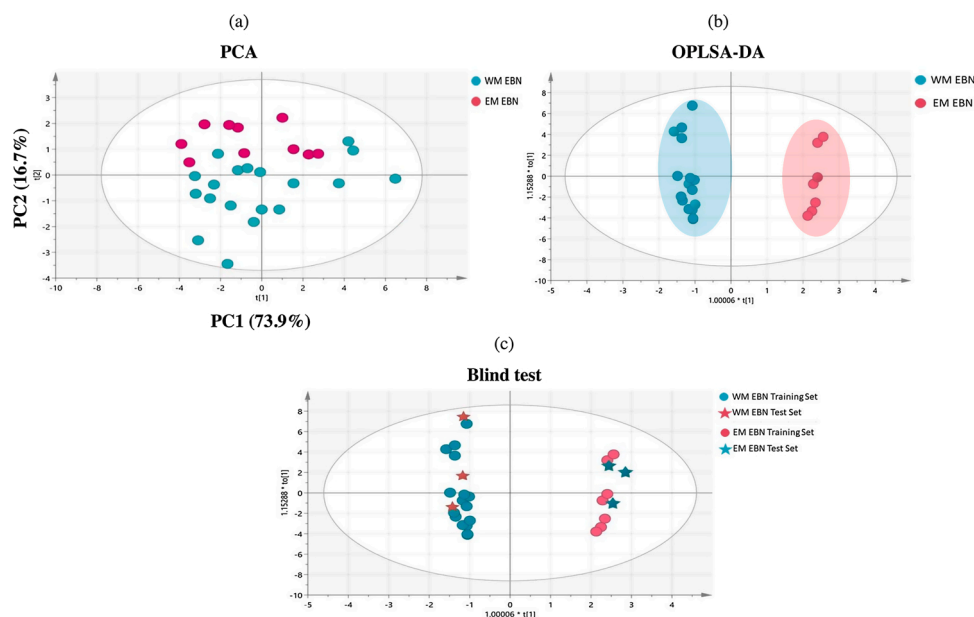 (a)
PCA
WM EBN
EM EBN
3
2
1
0
-1
-2
-3
-4
-10
-8
-6
-4
-2
0
2
4
6
8
t[2]
t[1]
PC2 (16.7%)
PC1 (73.9%)
(b)
OPLSA-DA
WM EBN
EM EBN
8
6
4
2
0
-2
-4
-6
-8
-10
-5
-4
-3
-2
-1
0
1
2
3
4
1.15288 * to[1]
1.00006 * t[1]
(c)
Blind test
WM EBN Training Set
WM EBN Test Set
EM EBN Training Set
EM EBN Test Set
8
6
4
2
0
-2
-4
-6
-8
-10
-5
-4
-3
-2
-1
0
1
2
3
4
1.15288 * to[1]
1.00006 * t[1]